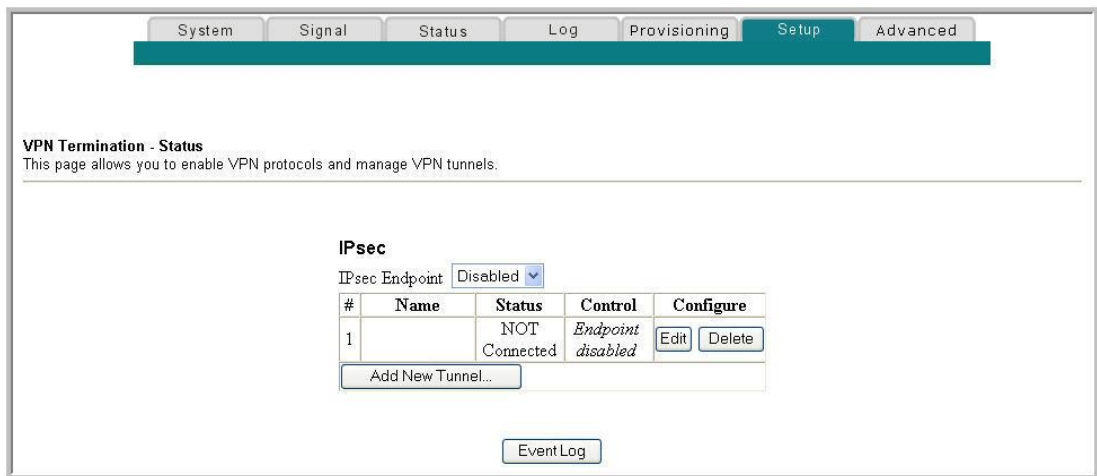 System Signal Status Log Provisioning Setup Advanced
VPN Termination - Status
This page allows you to enable VPN protocols and manage VPN tunnels.
IPsec
IPsec Endpoint Disabled
# Name Status Control Configure
1 NOT Connected Endpoint disabled Edit Delete
Add New Tunnel...
Event Log